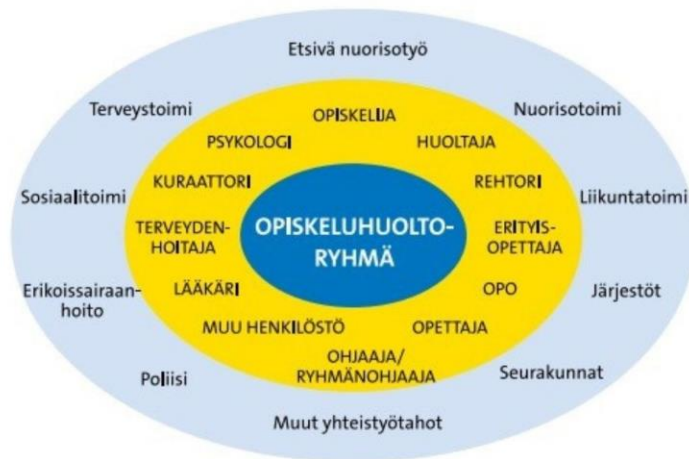 Etsivä nuorisotyö
Terveystoimi
Nuorisotoimi
OPISKELIJA
PSYKOLOGI
HUOLTAJA
KURAATTORI
REHTORI
Sosiaalitoimi
Liikuntatoimi
OPISKELUHUOLTO-
RYHMÄ
TERVEYDEN-
HOITAJA
ERITYIS-
OPETTAJA
Erikoissairaan-
hoito
LÄÄKÄRI
OPO
Järjestöt
MUU HENKILÖSTÖ
OPETTAJA
OHJAAJA/
RYHMÄNOHJAAJA
Poliisi
Seurakunnat
Muut yhteistyötahot